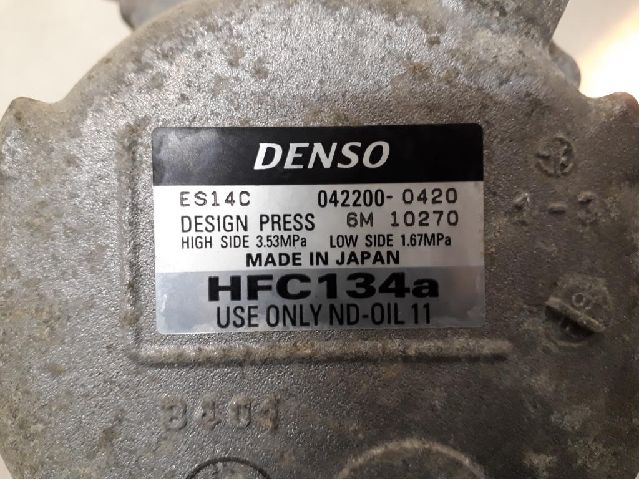 DENSO
ES14C 042200-0420
DESIGN PRESS 6M 10270
HIGH SIDE 3.53MPa LOW SIDE 1.67MPa
MADE IN JAPAN
HFC134a
USE ONLY ND-OIL 11